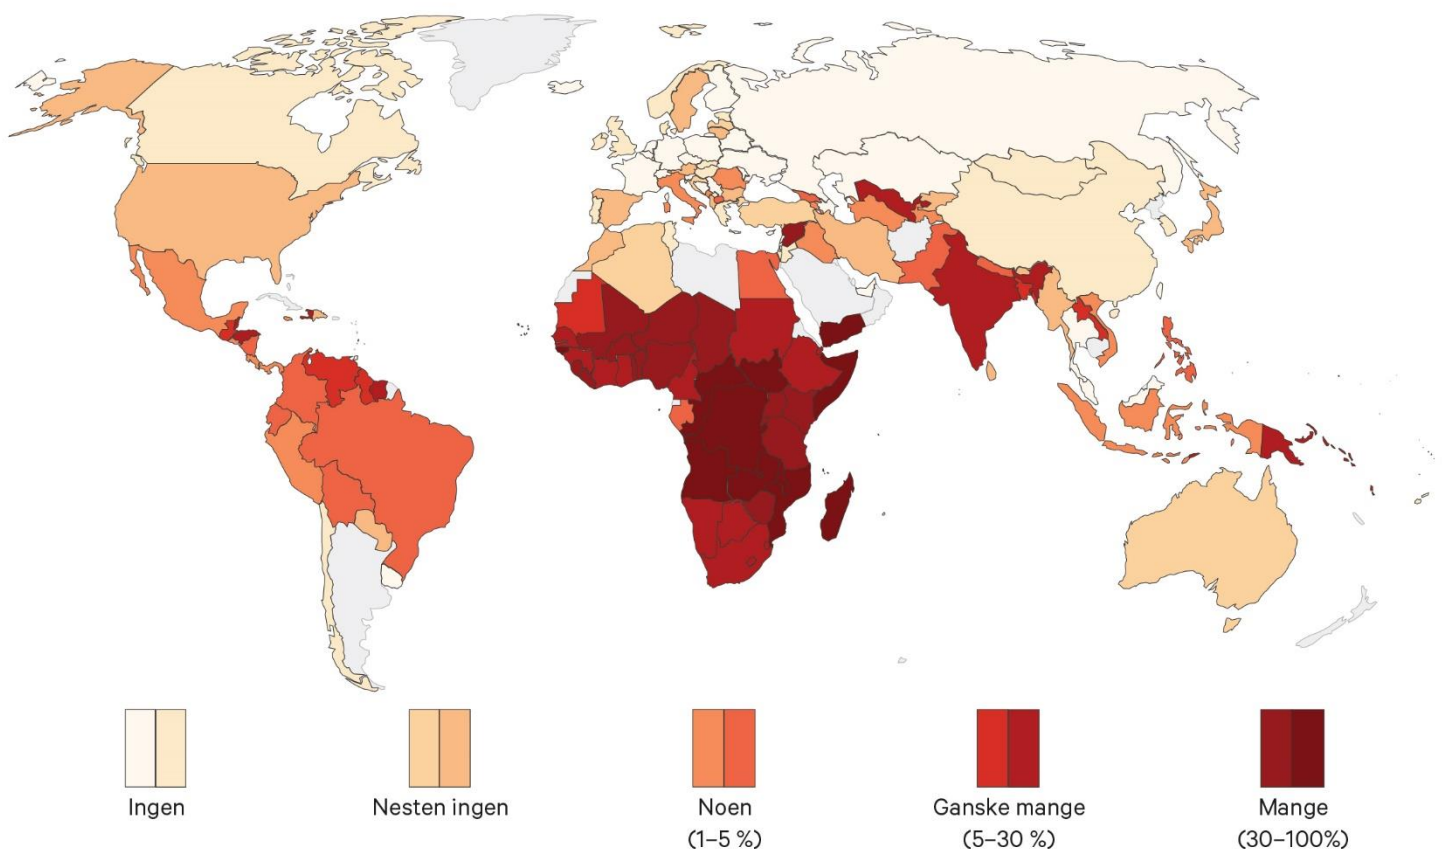 Ingen
Nesten ingen
Noen
(1–5 %)
Ganske mange
(5–30 %)
Mange
(30–100%)